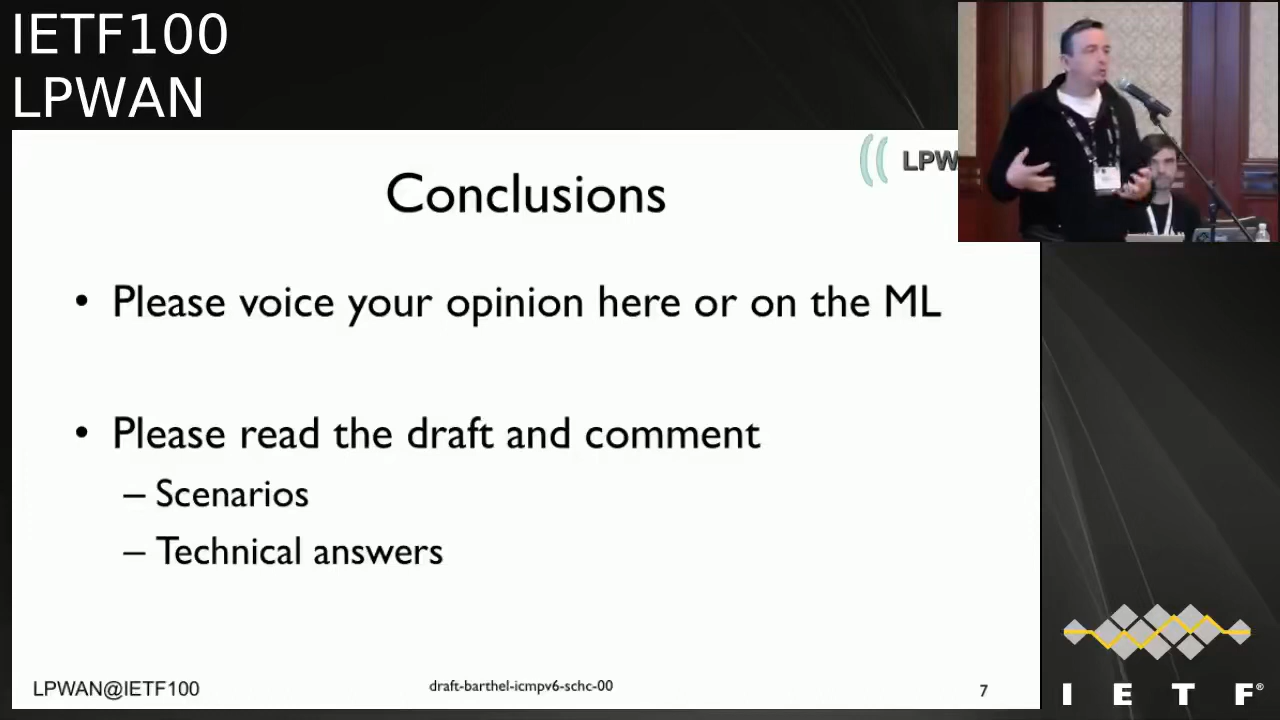 IETF100
LPWAN
LPW
Conclusions
• Please voice your opinion here or on the ML
• Please read the draft and comment
– Scenarios
– Technical answers
LPWAN@IETF100
draft-barthel-icmpv6-schc-00
7
I E T F®